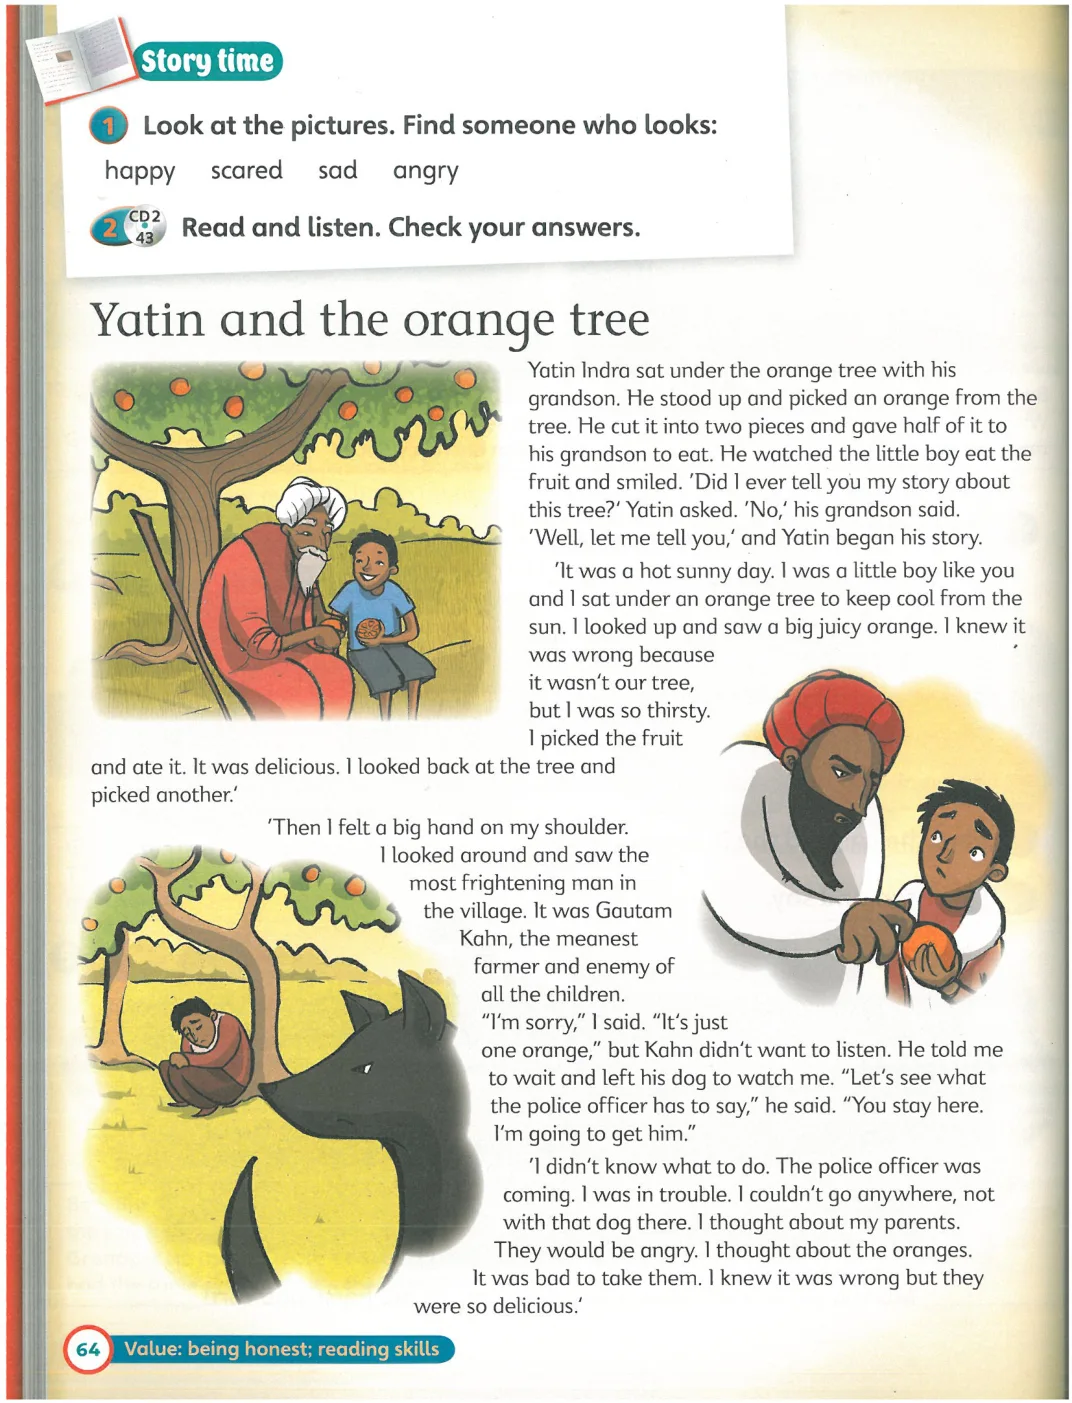 Story time
1 Look at the pictures. Find someone who looks:
happy scared sad angry
2 CD2 43 Read and listen. Check your answers.
Yatin and the orange tree
Yatin Indra sat under the orange tree with his
grandson. He stood up and picked an orange from the
tree. He cut it into two pieces and gave half of it to
his grandson to eat. He watched the little boy eat the
fruit and smiled. 'Did I ever tell you my story about
this tree?' Yatin asked. 'No,' his grandson said.
'Well, let me tell you,' and Yatin began his story.
'It was a hot sunny day. I was a little boy like you
and I sat under an orange tree to keep cool from the
sun. I looked up and saw a big juicy orange. I knew it
was wrong because
it wasn't our tree,
but I was so thirsty.
I picked the fruit
and ate it. It was delicious. I looked back at the tree and
picked another.'
'Then I felt a big hand on my shoulder.
I looked around and saw the
most frightening man in
the village. It was Gautam
Kahn, the meanest
farmer and enemy of
all the children.
"I'm sorry," I said. "It's just
one orange," but Kahn didn't want to listen. He told me
to wait and left his dog to watch me. "Let's see what
the police officer has to say," he said. "You stay here.
I'm going to get him."
'I didn't know what to do. The police officer was
coming. I was in trouble. I couldn't go anywhere, not
with that dog there. I thought about my parents.
They would be angry. I thought about the oranges.
It was bad to take them. I knew it was wrong but they
were so delicious.'
64 Value: being honest; reading skills